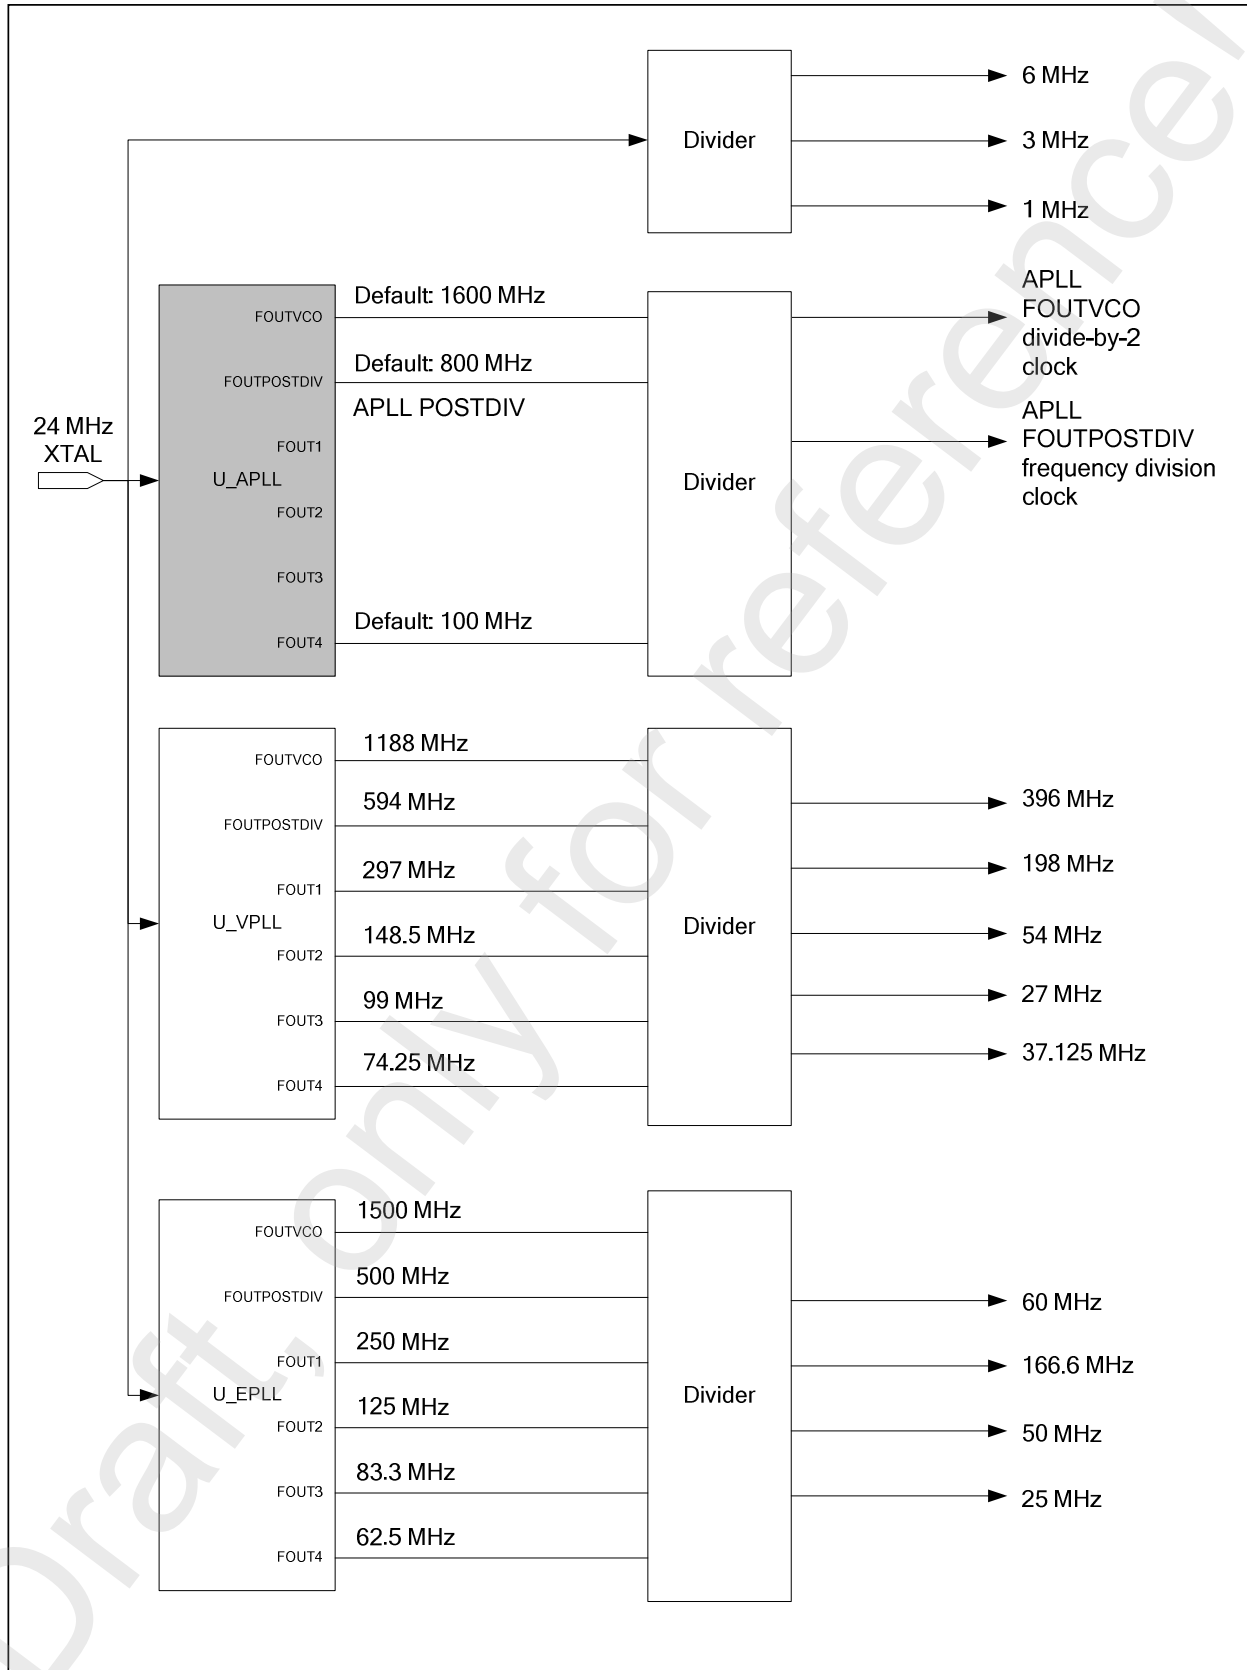 6 MHz
Divider
3 MHz
1 MHz
24 MHz
XTAL
FOUTVCO
FOUTPOSTDIV
FOUT1
U_APLL
FOUT2
FOUT3
FOUT4
Default: 1600 MHz
Default: 800 MHz
APLL POSTDIV
Default: 100 MHz
Divider
APLL
FOUTVCO
divide-by-2
clock
APLL
FOUTPOSTDIV
frequency division
clock
FOUTVCO
FOUTPOSTDIV
FOUT1
U_VPLL
FOUT2
FOUT3
FOUT4
1188 MHz
594 MHz
297 MHz
148.5 MHz
99 MHz
74.25 MHz
Divider
396 MHz
198 MHz
54 MHz
27 MHz
37.125 MHz
FOUTVCO
FOUTPOSTDIV
FOUT1
U_EPLL
FOUT2
FOUT3
FOUT4
1500 MHz
500 MHz
250 MHz
125 MHz
83.3 MHz
62.5 MHz
Divider
60 MHz
166.6 MHz
50 MHz
25 MHz
Draft, only for reference!